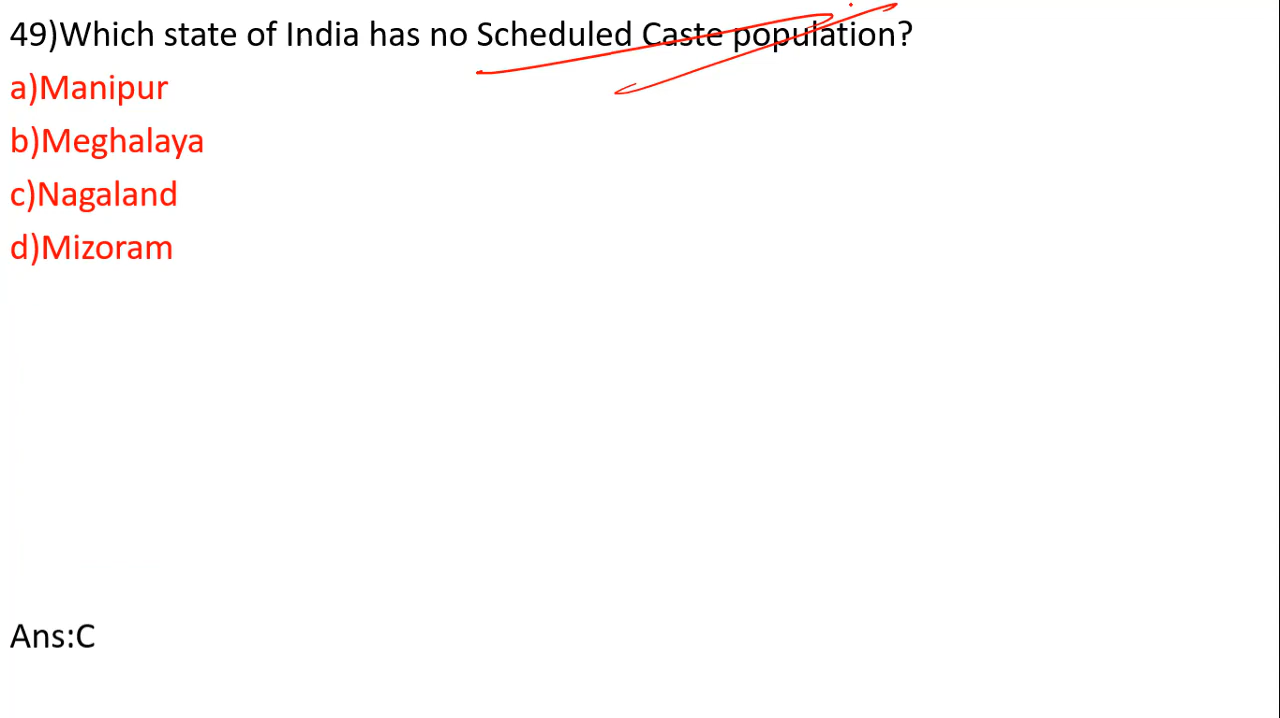 49)Which state of India has no Scheduled Caste population?
a)Manipur
b)Meghalaya
c)Nagaland
d)Mizoram
Ans:C